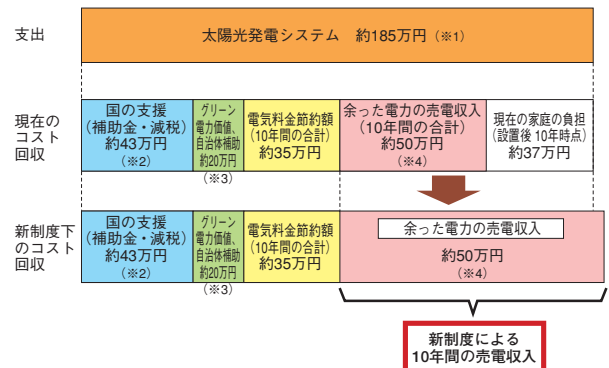 支出
太陽光発電システム 約185万円(※1)
現在の
コスト
回収
国の支援
(補助金・減税)
約43万円
(※2)
グリーン
電力価値、
自治体補助
約20万円
(※3)
電気料金節約額
(10年間の合計)
約35万円
余った電力の売電収入
(10年間の合計)
約50万円
(※4)
現在の家庭の負担
(設置後 10年時点)
約37万円
新制度下
のコスト
回収
国の支援
(補助金・減税)
約43万円
(※2)
グリーン
電力価値、
自治体補助
約20万円
(※3)
電気料金節約額
(10年間の合計)
約35万円
余った電力の売電収入
約50万円
(※4)
新制度による
10年間の売電収入